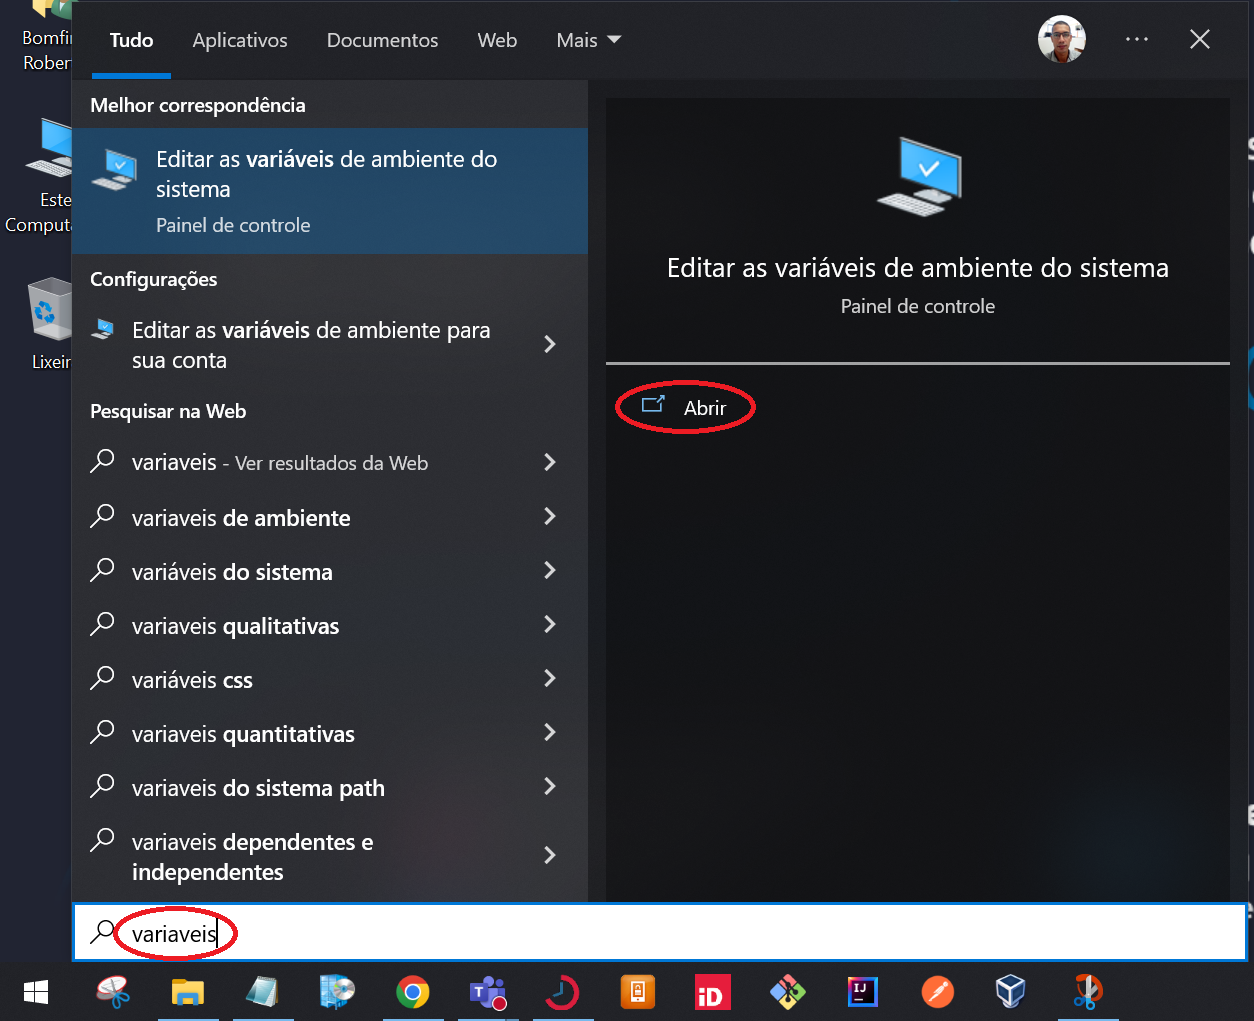 Bomfi
Rober
Este
Comput
Lixeir
Tudo
Aplicativos
Documentos
Web
Mais
Melhor correspondência
Editar as variáveis de ambiente do
sistema
Painel de controle
Configurações
Editar as variáveis de ambiente para
sua conta
Pesquisar na Web
variaveis - Ver resultados da Web
variaveis de ambiente
variáveis do sistema
variaveis qualitativas
variáveis css
variaveis quantitativas
variaveis do sistema path
variaveis dependentes e
independentes
Editar as variáveis de ambiente do sistema
Painel de controle
Abrir
variaveis
T
iD
IJ